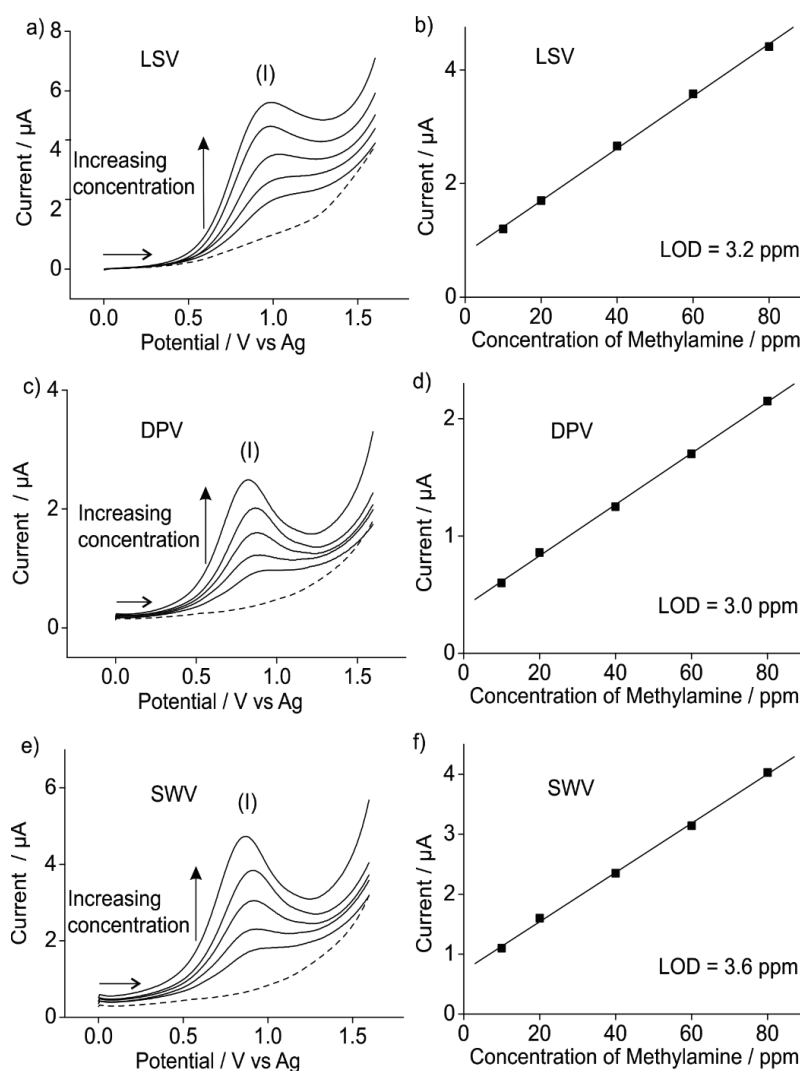 a)
LSV
(I)
Increasing
concentration
Current / µA
8
6
4
2
0
0.0 0.5 1.0 1.5
Potential / V vs Ag
b)
LSV
LOD = 3.2 ppm
Current / µA
4
2
0
0 20 40 60 80
Concentration of Methylamine / ppm
c)
DPV
(I)
Increasing
concentration
Current / µA
4
2
0
0.0 0.5 1.0 1.5
Potential / V vs Ag
d)
DPV
LOD = 3.0 ppm
Current / µA
2
1
0
0 20 40 60 80
Concentration of Methylamine / ppm
e)
SWV
(I)
Increasing
concentration
Current / µA
6
4
2
0
0.0 0.5 1.0 1.5
Potential / V vs Ag
f)
SWV
LOD = 3.6 ppm
Current / µA
4
3
2
1
0
0 20 40 60 80
Concentration of Methylamine / ppm